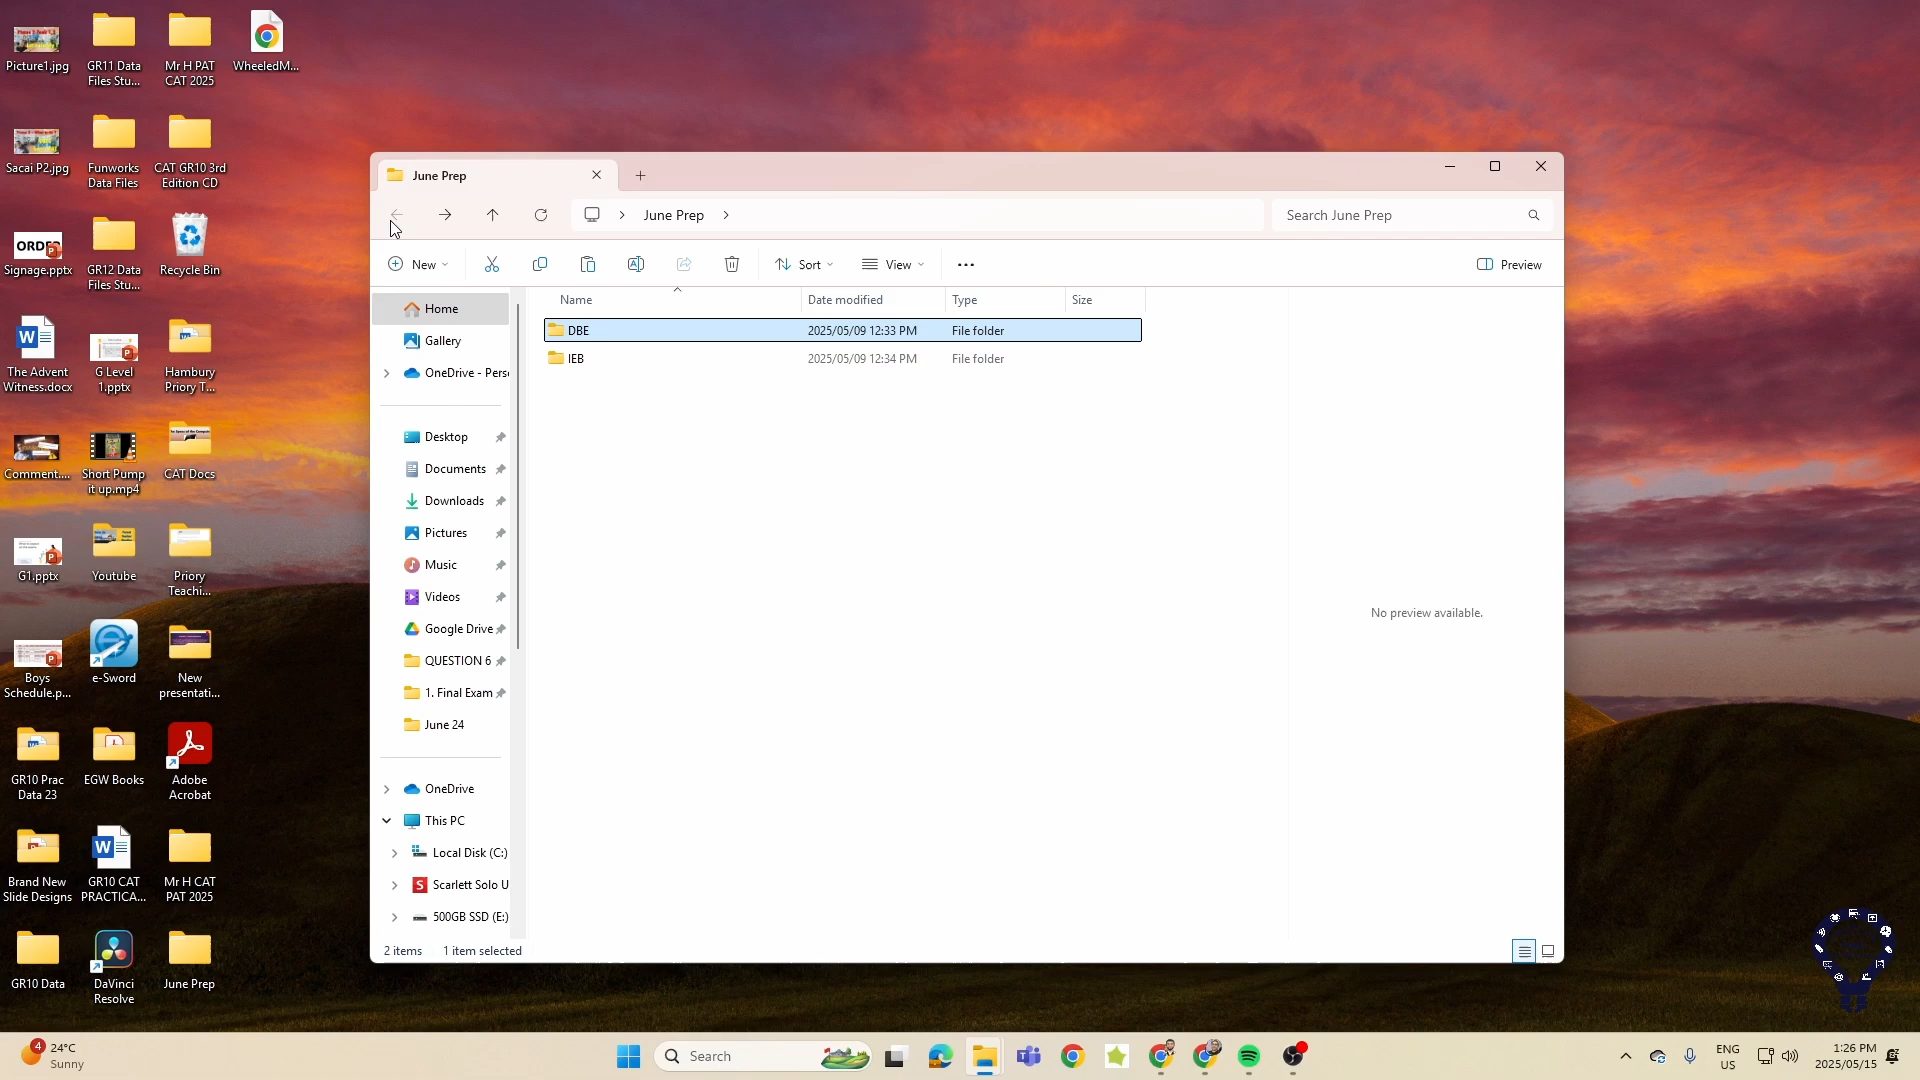 Picture1.jpg
GR11 Data
Files Stu...
Mr H PAT
CAT 2025
WheeledM...
Sacai P2.jpg
Funworks
Data Files
CAT GR10 3rd
Edition CD
ORDER
Signage.pptx
GR12 Data
Files Stu...
Recycle Bin
The Advent
Witness.docx
G Level
1.pptx
Hambury
Priory T...
Comment....
Short Pump
it up.mp4
CAT Docs
G1.pptx
Youtube
Priory
Teachi...
Boys
Schedule.p...
e-Sword
New
presentati...
GR10 Prac
Data 23
EGW Books
Adobe
Acrobat
Brand New
Slide Designs
GR10 CAT
PRACTICA...
Mr H CAT
PAT 2025
GR10 Data
DaVinci
Resolve
June Prep
June Prep
June Prep
Search June Prep
New
Sort
View
Preview
Name
Date modified
Type
Size
DBE
2025/05/09 12:33 PM
File folder
IEB
2025/05/09 12:34 PM
File folder
Home
Gallery
OneDrive - Pers
Desktop
Documents
Downloads
Pictures
Music
Videos
Google Drive
QUESTION 6
1. Final Exam
June 24
OneDrive
This PC
Local Disk (C:)
Scarlett Solo U
500GB SSD (E:)
No preview available.
2 items
1 item selected
4
24°C
Sunny
Search
ENG
US
1:26 PM
2025/05/15